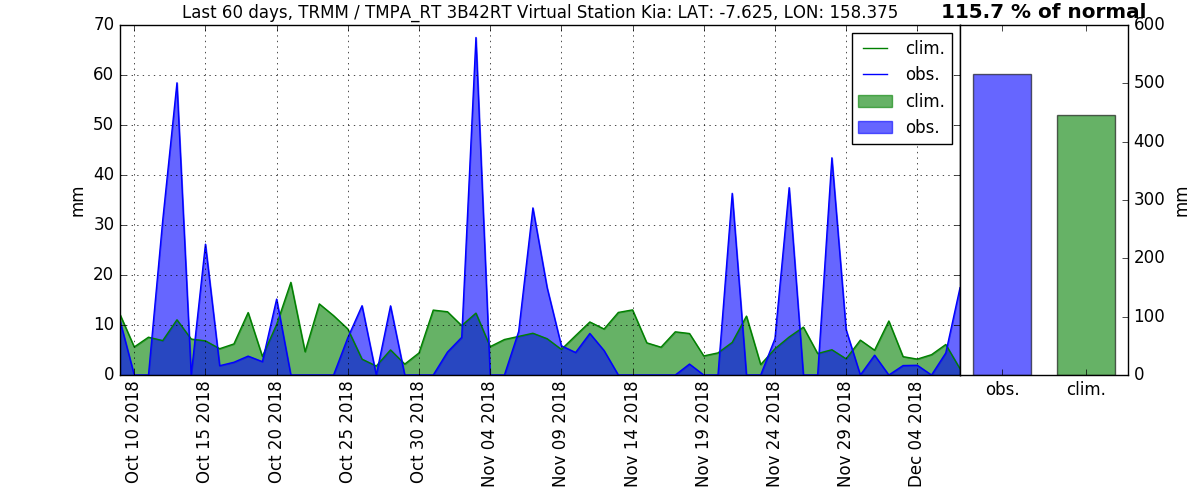 Last 60 days, TRMM / TMPA_RT 3B42RT Virtual Station Kia: LAT: -7.625, LON: 158.375
115.7 % of normal
70
60
50
40
30
20
10
0
mm
clim.
obs.
clim.
obs.
600
500
400
300
200
100
0
mm
obs.
clim.
Oct 10 2018
Oct 15 2018
Oct 20 2018
Oct 25 2018
Oct 30 2018
Nov 04 2018
Nov 09 2018
Nov 14 2018
Nov 19 2018
Nov 24 2018
Nov 29 2018
Dec 04 2018